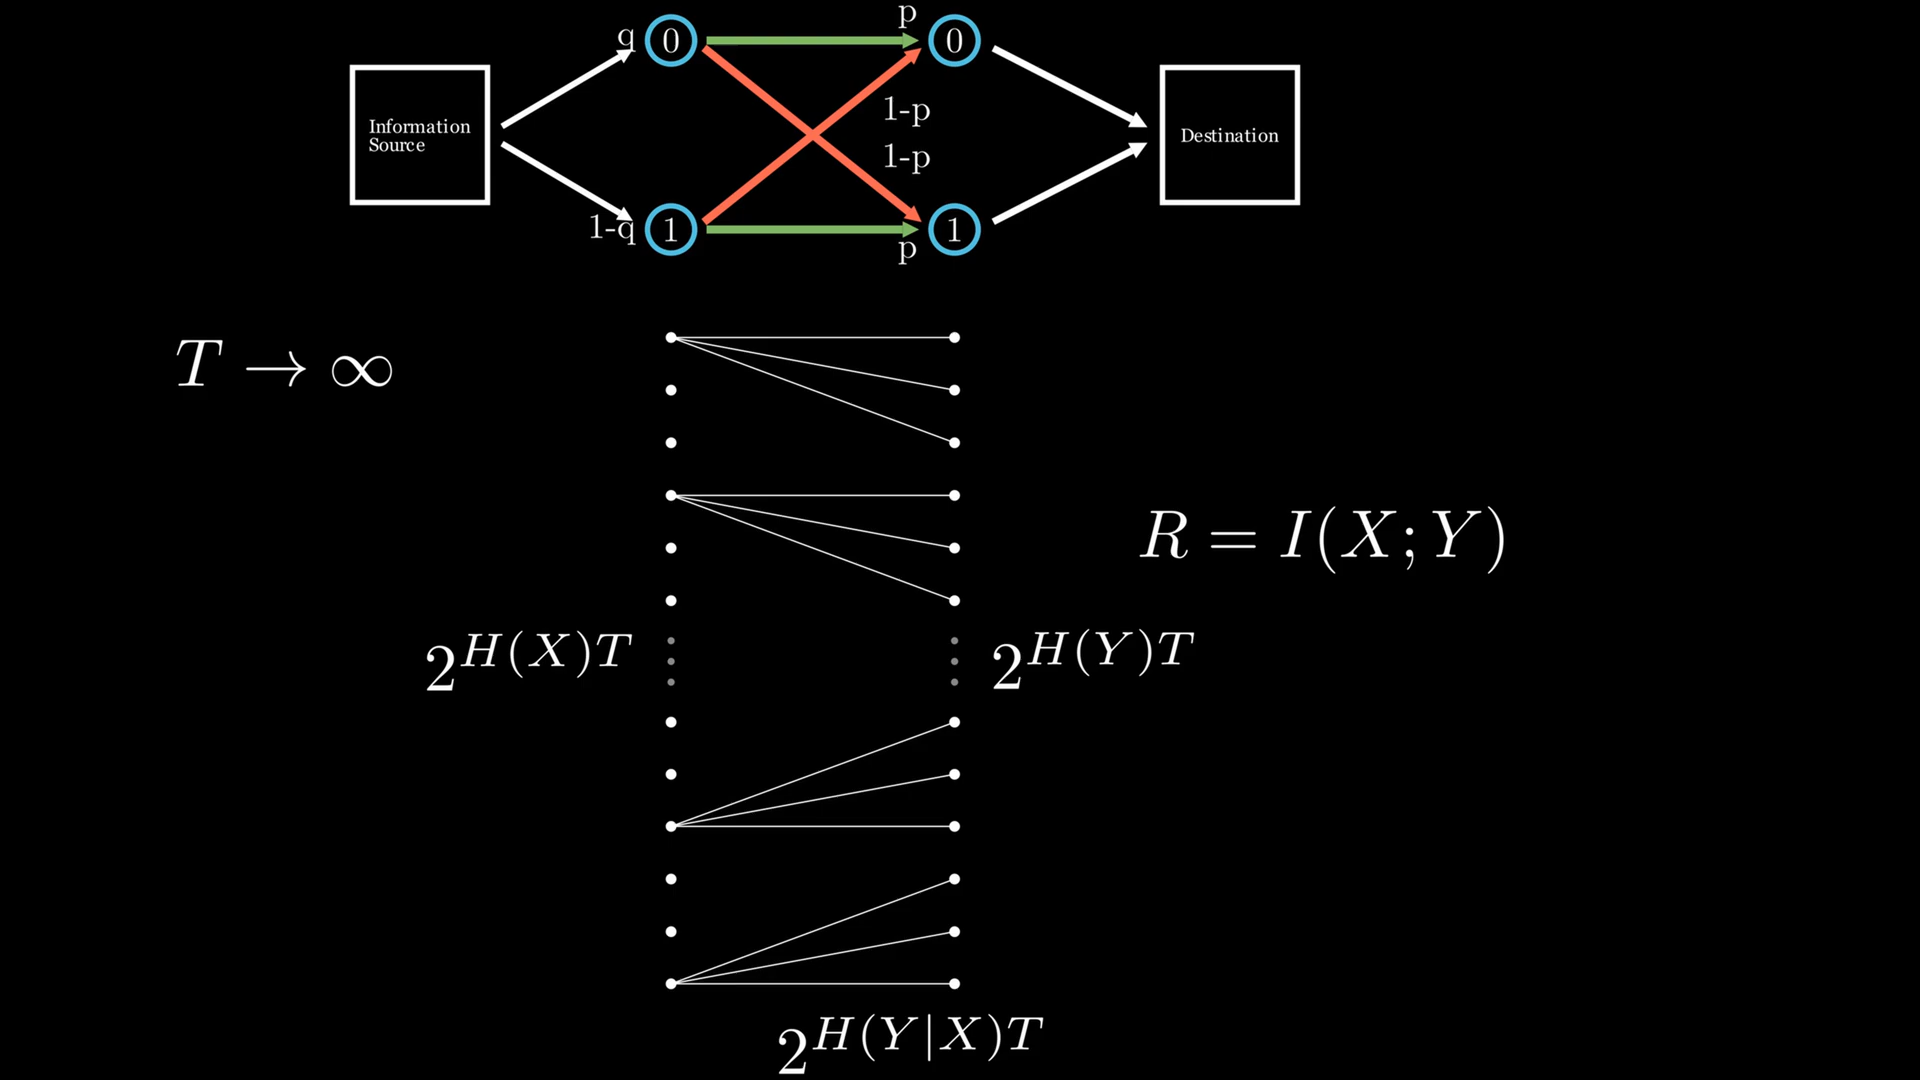 q
0
p
0
Information
Source
1-p
1-p
Destination
1-q
1
p
1
T → ∞
R = I(X;Y)
2^{H(X)T}
2^{H(Y)T}
2^{H(Y|X)T}